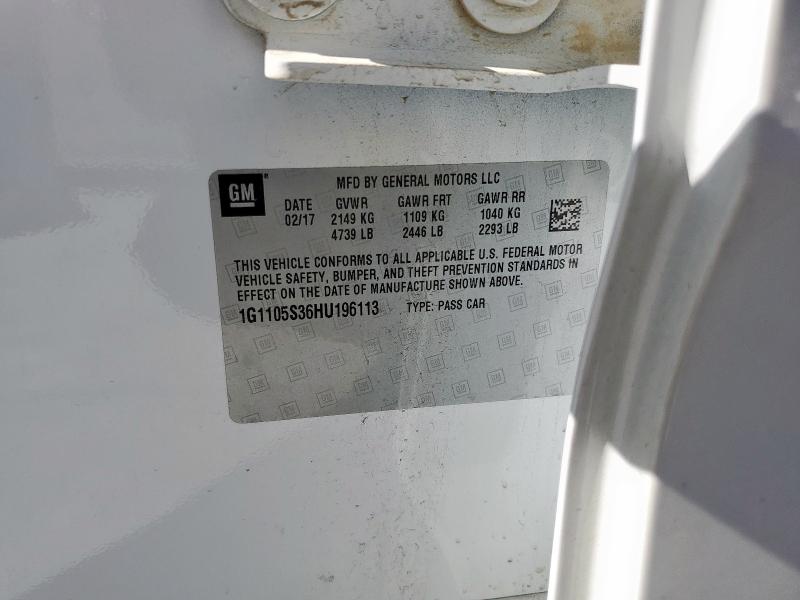 GM
MFD BY GENERAL MOTORS LLC
DATE GVWR GAWR FRT GAWR RR
02/17 2149 KG 1109 KG 1040 KG
4739 LB 2446 LB 2293 LB
THIS VEHICLE CONFORMS TO ALL APPLICABLE U.S. FEDERAL MOTOR
VEHICLE SAFETY, BUMPER, AND THEFT PREVENTION STANDARDS IN
EFFECT ON THE DATE OF MANUFACTURE SHOWN ABOVE.
1G1105S36HU196113 TYPE: PASS CAR